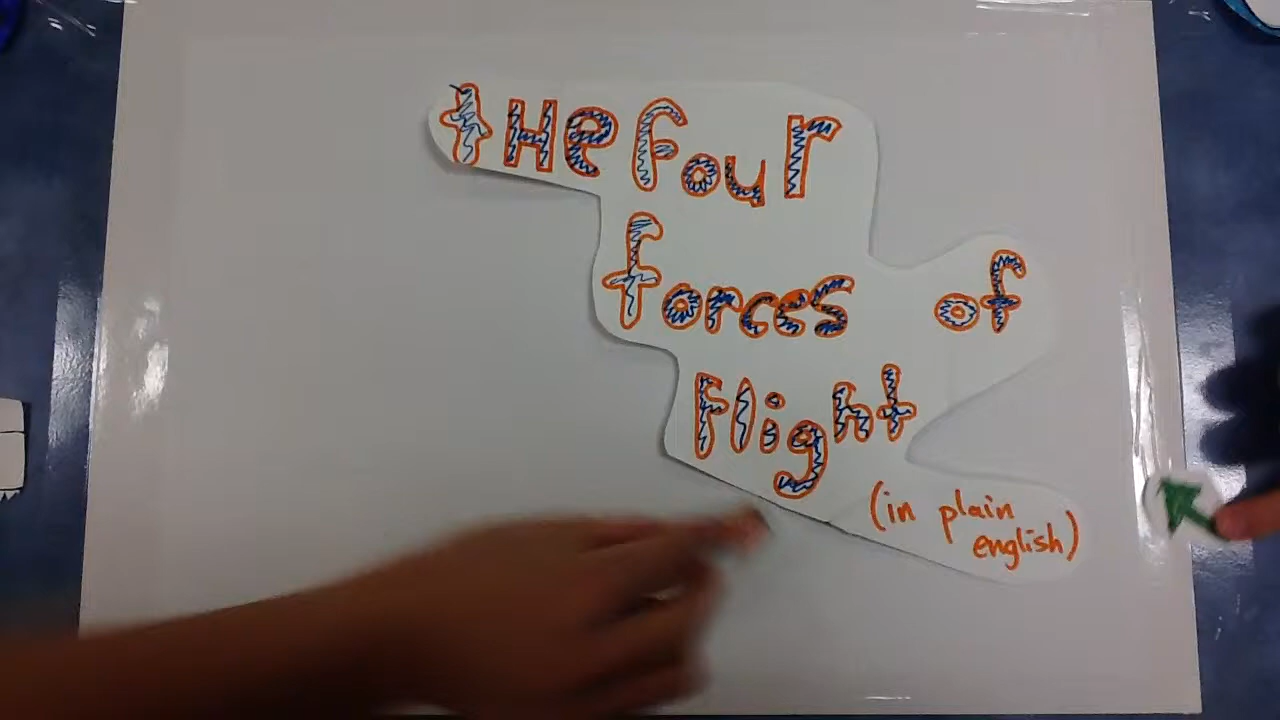 tHe four
forces of
flight
(in plain
english)